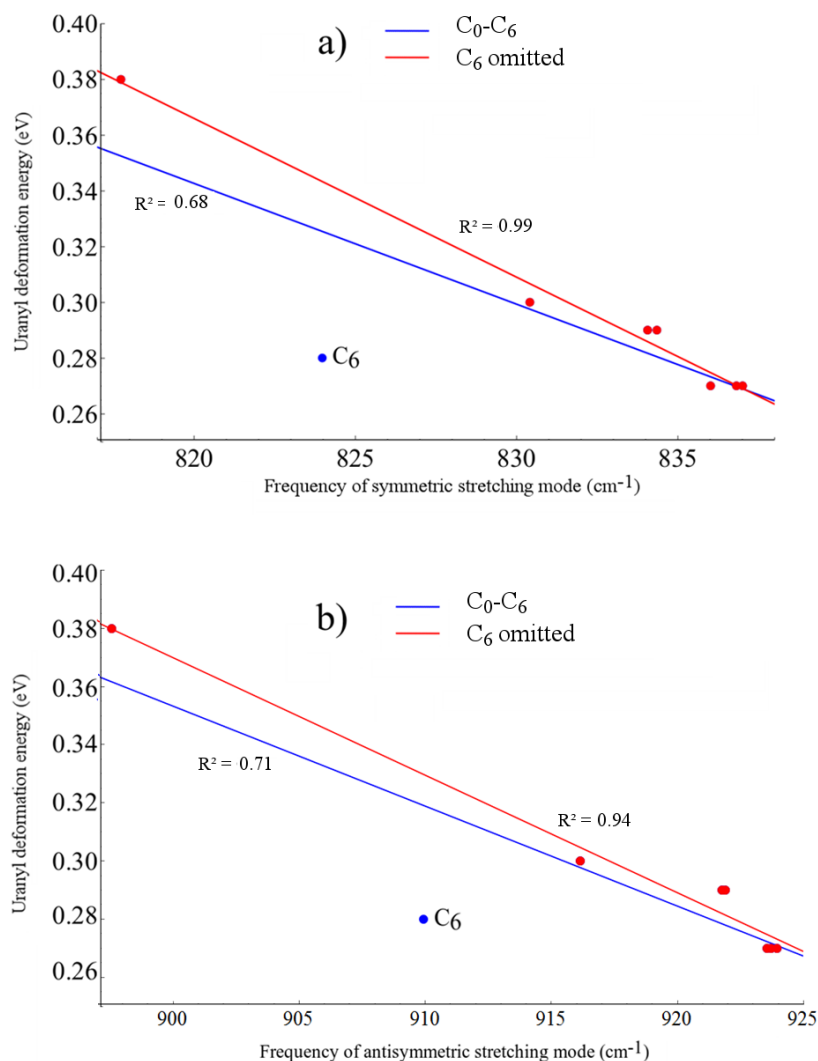 a)
C₀-C₆
C₆ omitted
0.40
0.38
0.36
0.34
0.32
0.30
0.28
0.26
Uranyl deformation energy (eV)
R² = 0.68
R² = 0.99
C₆
820
825
830
835
Frequency of symmetric stretching mode (cm⁻¹)
b)
C₀-C₆
C₆ omitted
0.40
0.38
0.36
0.34
0.32
0.30
0.28
0.26
Uranyl deformation energy (eV)
R² = 0.71
R² = 0.94
C₆
900
905
910
915
920
925
Frequency of antisymmetric stretching mode (cm⁻¹)